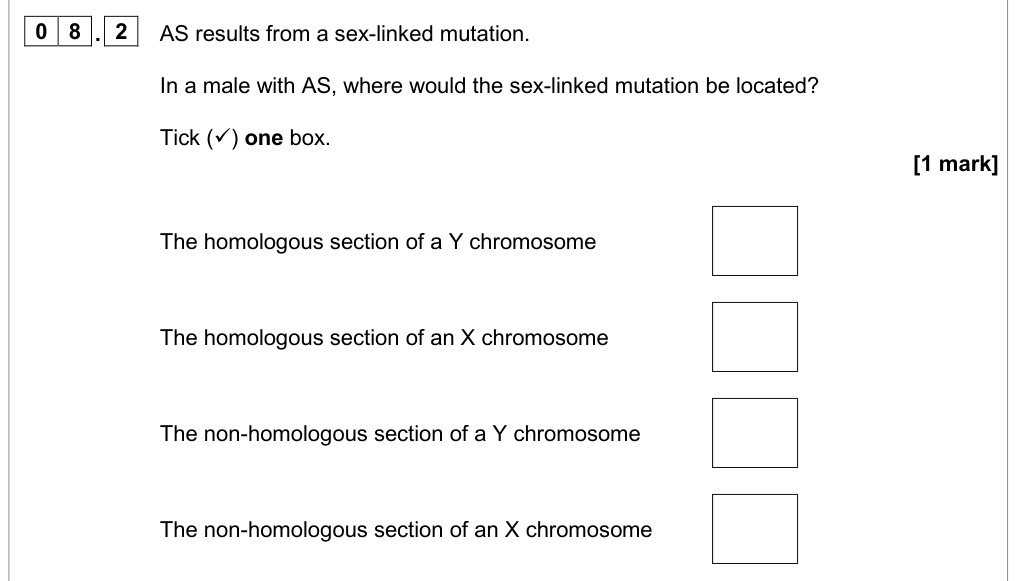 08.2 AS results from a sex-linked mutation.
In a male with AS, where would the sex-linked mutation be located?
Tick (✓) one box.
[1 mark]
The homologous section of a Y chromosome
The homologous section of an X chromosome
The non-homologous section of a Y chromosome
The non-homologous section of an X chromosome